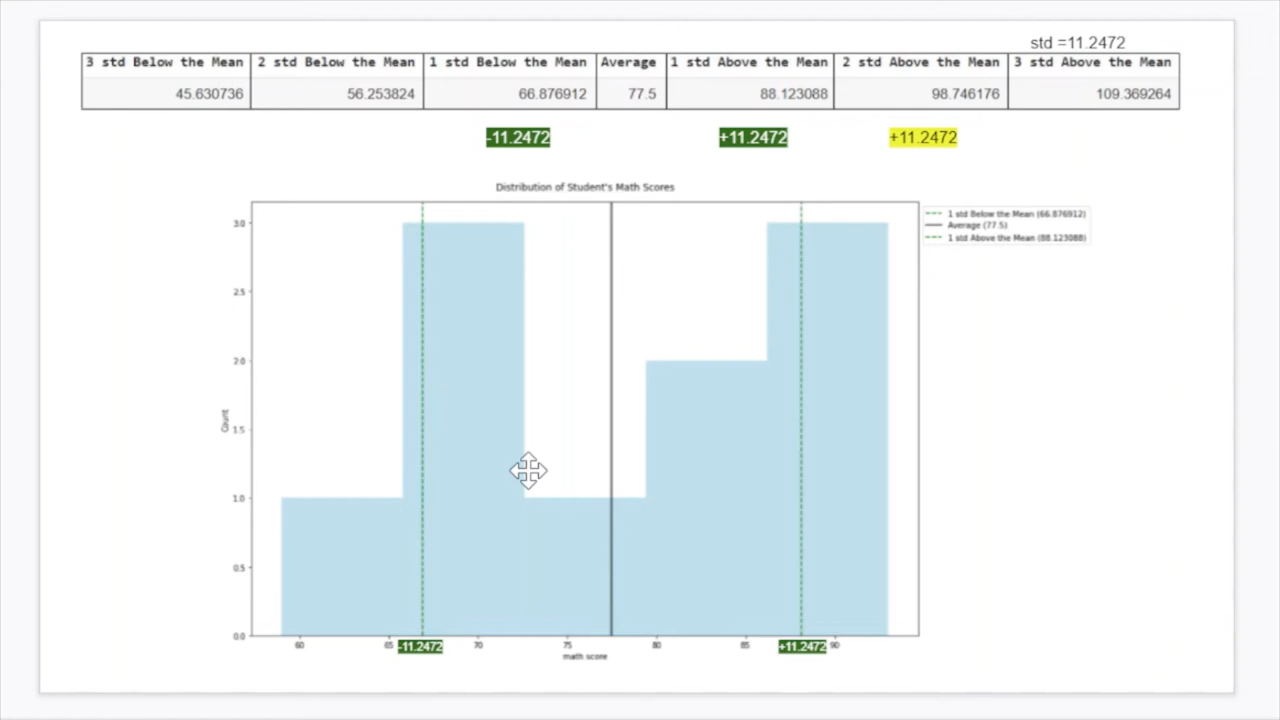 std =11.2472
3 std Below the Mean 2 std Below the Mean 1 std Below the Mean Average 1 std Above the Mean 2 std Above the Mean 3 std Above the Mean
45.630736 56.253824 66.876912 77.5 88.123088 98.746176 109.369264
-11.2472 +11.2472 +11.2472
Distribution of Student's Math Scores
1 std Below the Mean (66.876912)
Average (77.5)
1 std Above the Mean (88.123088)
3.0
2.5
2.0
1.5
Count
1.0
0.5
0.0
60 65 -11.2472 70 75 80 85 +11.2472 90
math score